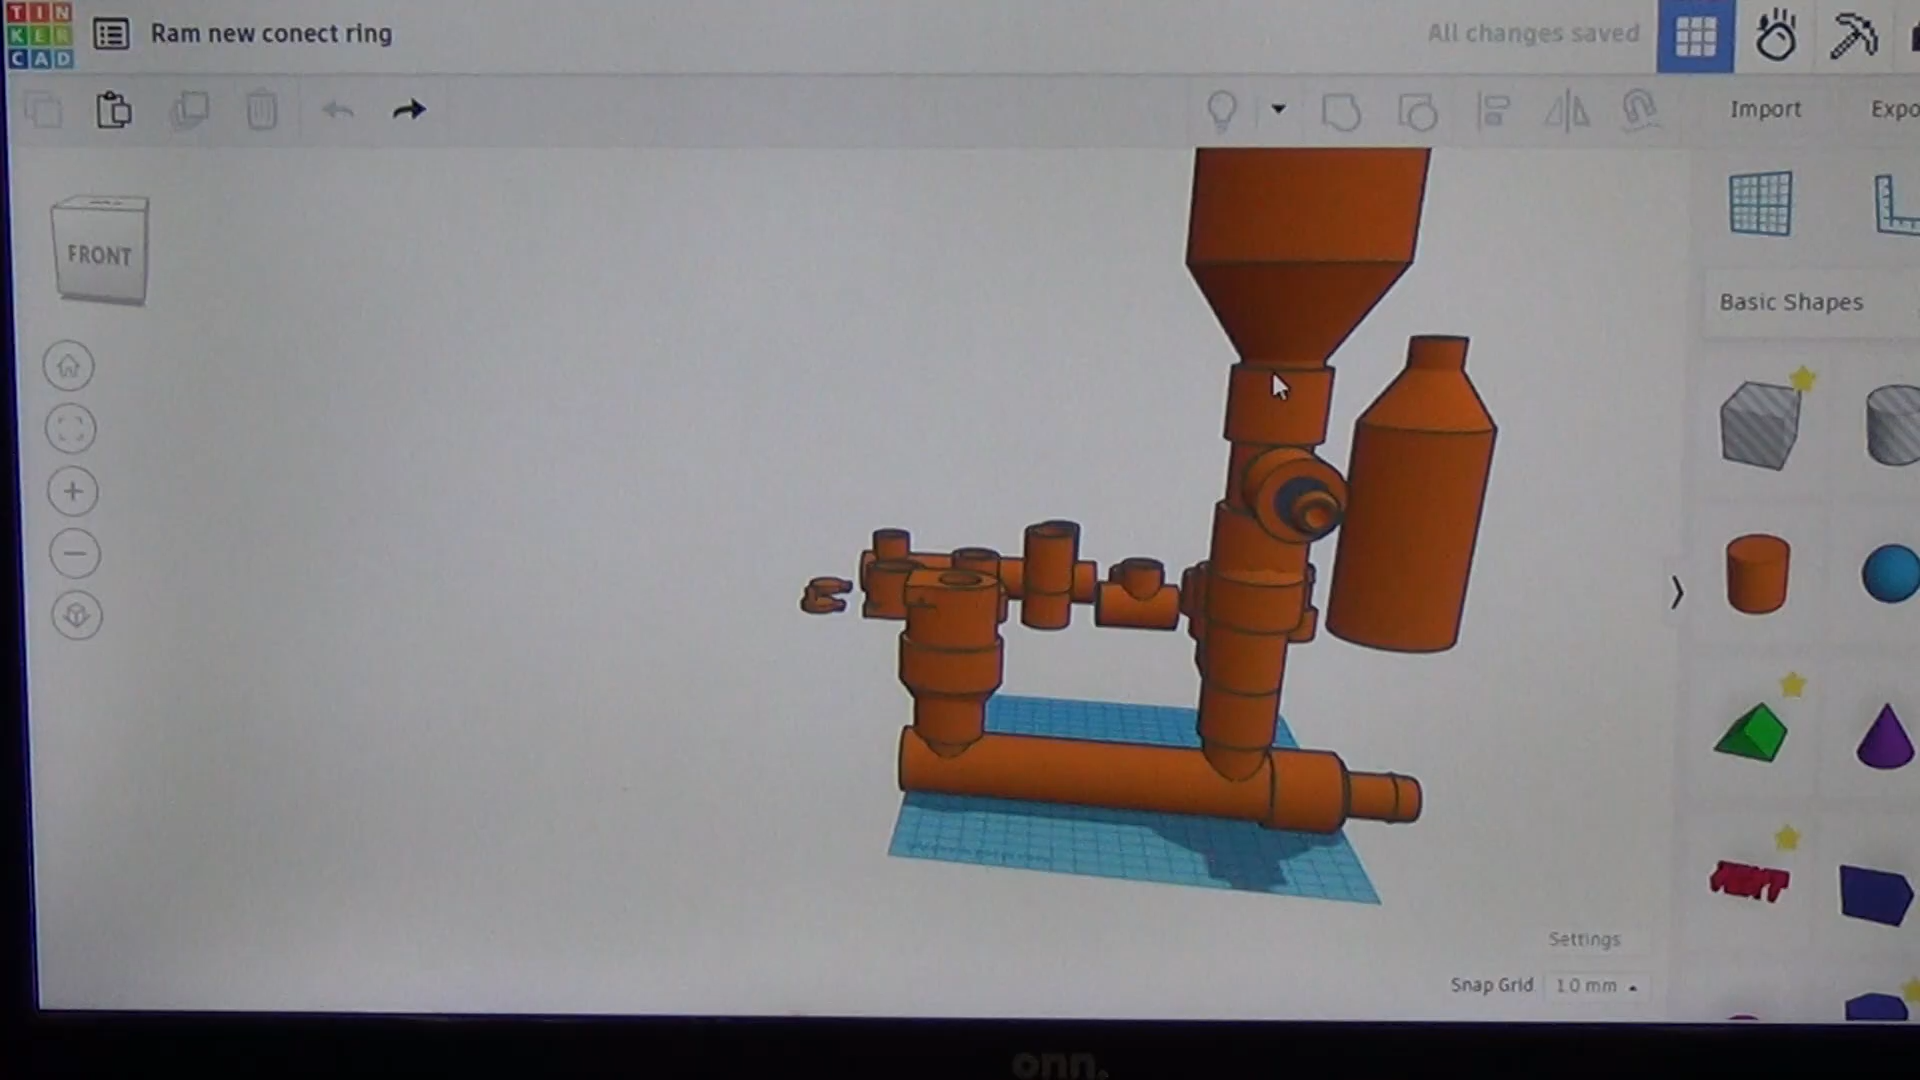 TIN
KER
CAD
Ram new conect ring
All changes saved
Import
Expo
FRONT
Basic Shapes
TEXT
Settings
Snap Grid 1.0 mm
onn.